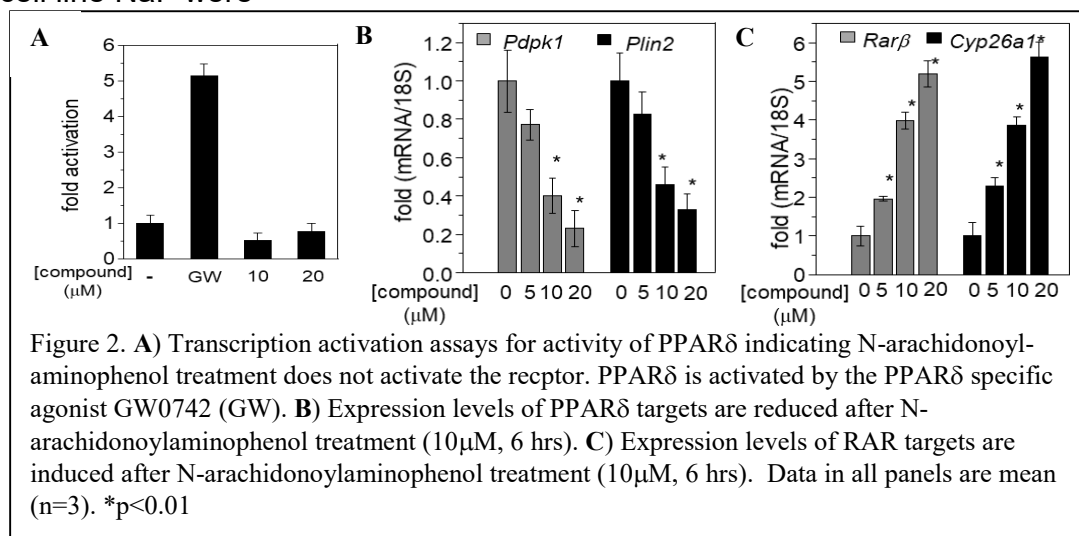 cell line NaF were
A
B
C
6
5
4
3
2
1
0
fold activation
[compound]
(µM)
- GW 10 20
Pdpk1 Plin2
1.2
1.0
0.8
0.6
0.4
0.2
0.0
fold (mRNA/18S)
* * * *
[compound]
(µM)
0 5 10 20 0 5 10 20
Rarβ Cyp26a1*
6
5
4
2
1
0
fold (mRNA/18S)
* * * * *
[compound]
(µM)
0 5 10 20 0 5 10 20
Figure 2. A) Transcription activation assays for activity of PPARδ indicating N-arachidonoyl-
aminophenol treatment does not activate the recptor. PPARδ is activated by the PPARδ specific
agonist GW0742 (GW). B) Expression levels of PPARδ targets are reduced after N-
arachidonoylaminophenol treatment (10µM, 6 hrs). C) Expression levels of RAR targets are
induced after N-arachidonoylaminophenol treatment (10µM, 6 hrs). Data in all panels are mean
(n=3). *p<0.01